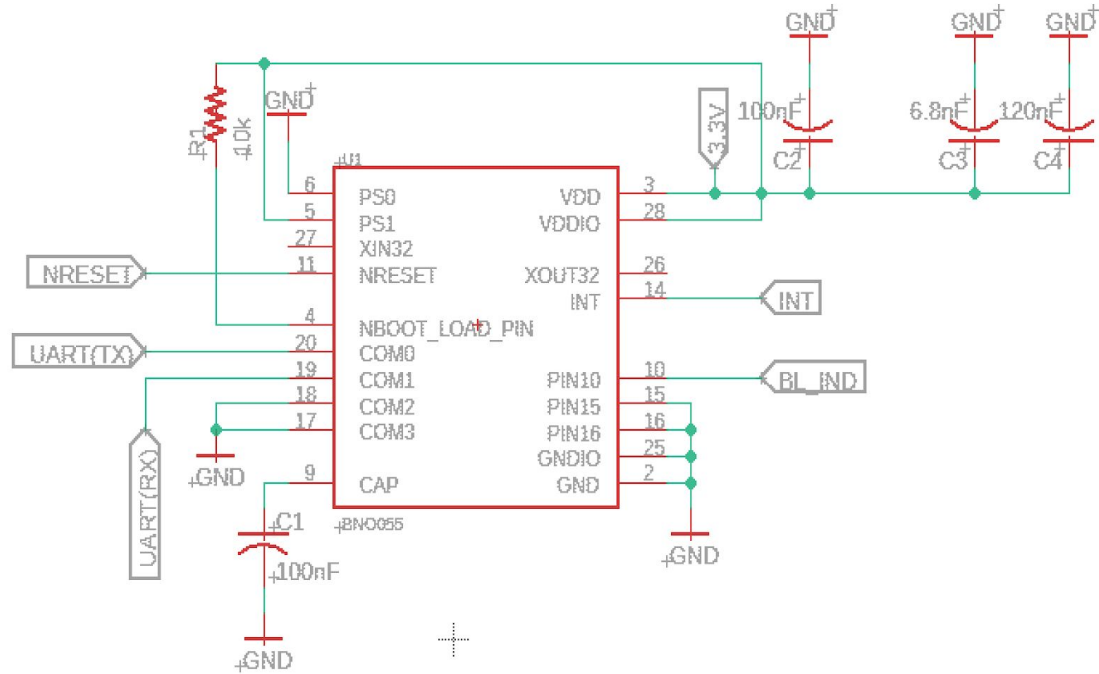 GND
GND
GND
GND
100nF
6.8nF
120nF
3.3V
R1
10k
C2
C3
C4
U1
6
PS0
VDD
3
5
PS1
VDDIO
28
27
XIN32
NRESET
11
NRESET
XOUT32
26
INT
14
INT
4
NBOOT_LOAD_PIN
UART(TX)
20
COM0
19
COM1
PIN10
10
BL_IND
18
COM2
PIN15
15
17
COM3
PIN16
16
GND
GNDIO
25
9
CAP
GND
2
UART(RX)
C1
BNO055
100nF
GND
GND